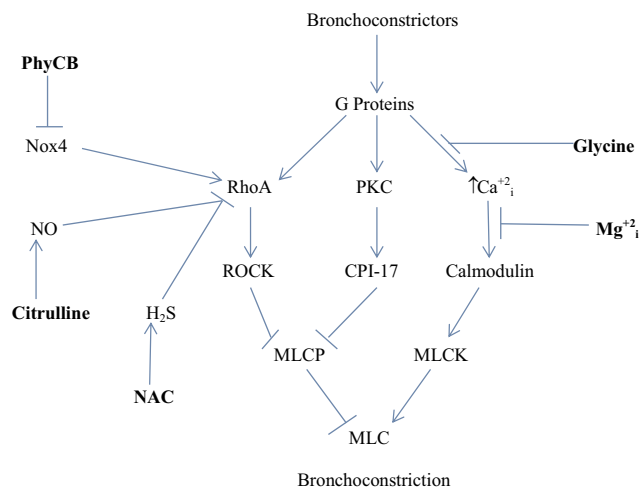 Bronchoconstrictors
PhyCB
G Proteins
Nox4
Glycine
RhoA
PKC
↑Ca⁺²ᵢ
NO
Mg⁺²ᵢ
ROCK
CPI-17
Calmodulin
Citrulline
H₂S
MLCP
MLCK
NAC
MLC
Bronchoconstriction